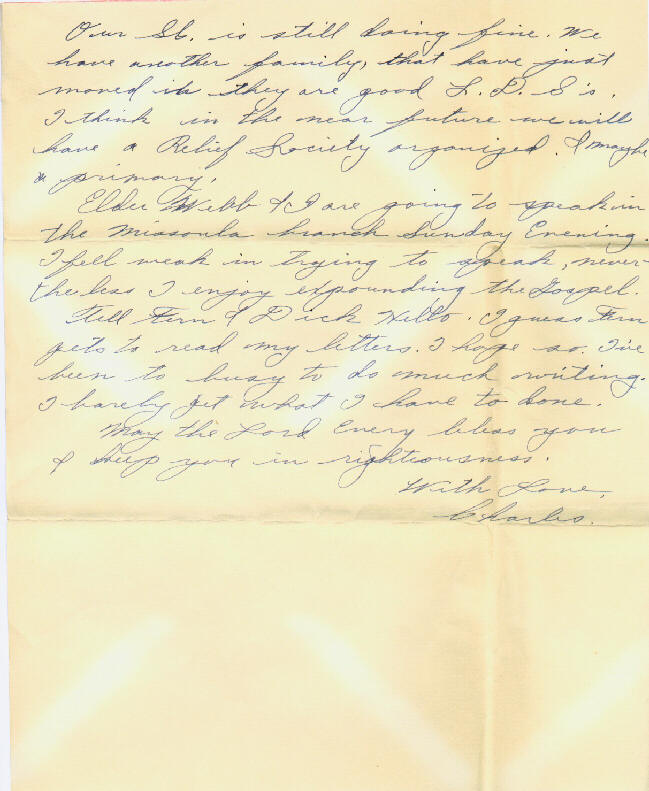 Our S.S. is still doing fine. We
have another family, that have just
moved in they are good L. D. S's.
I think in the near future we will
have a Relief Society organized. & maybe
a primary.
Elder Webb & I are going to speak in
the Missoula branch Sunday Evening.
I fell weak in trying to speak, never-
the less I enjoy expounding the Gospel.
Tell Fern & Dick Hello. I guess Fern
gets to read my letters. I hope so. I've
been to busy to do much writing.
I barely get what I have to done.
May the Lord Every bless you
& keep you in righteousness.
With Love,
Charles.